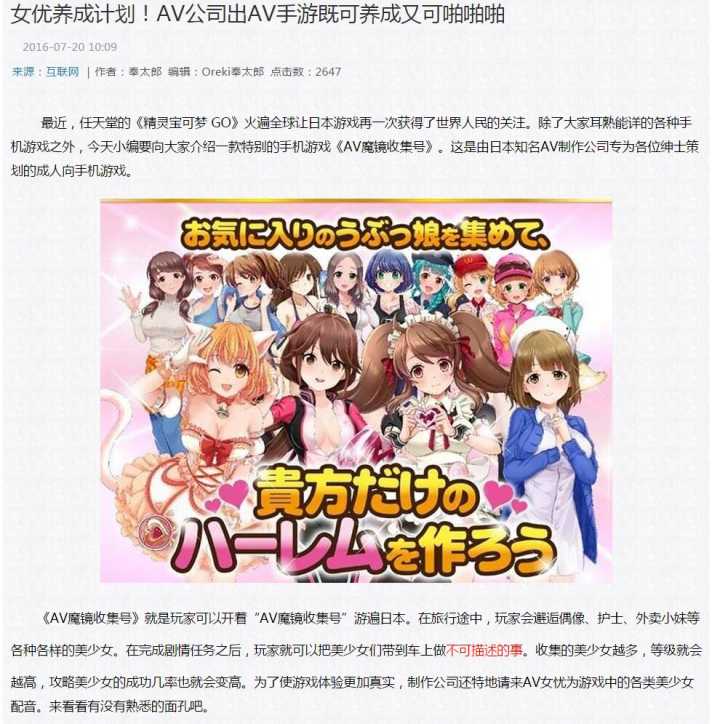 女优养成计划！AV公司出AV手游既可养成又可啪啪啪
2016-07-20 10:09
来源：互联网 | 作者：奉太郎 编辑：Oreki奉太郎 点击数：2647
最近，任天堂的《精灵宝可梦 GO》火遍全球让日本游戏再一次获得了世界人民的关注。除了大家耳熟能详的各种手
机游戏之外，今天小编要向大家介绍一款特别的手机游戏《AV魔镜收集号》。这是由日本知名AV制作公司专为各位绅士策
划的成人向手机游戏。
お気に入りのうぶっ娘を集めて、
貴方だけの
ハーレムを作ろう
《AV魔镜收集号》就是玩家可以开着“AV魔镜收集号”游遍日本。在旅行途中，玩家会邂逅偶像、护士、外卖小妹等
各种各样的美少女。在完成剧情任务之后，玩家就可以把美少女们带到车上做不可描述的事。收集的美少女越多，等级就会
越高，攻略美少女的成功几率也就会变高。为了使游戏体验更加真实，制作公司还特地请来AV女优为游戏中的各类美少女
配音。来看看有没有熟悉的面孔吧。